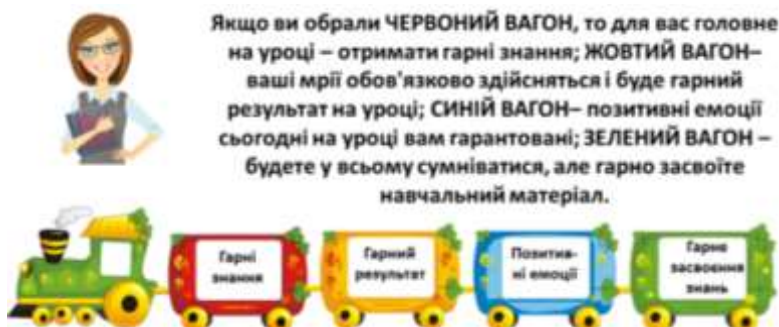 Якщо ви обрали ЧЕРВОНИЙ ВАГОН, то для вас головне
на уроці – отримати гарні знання; ЖОВТИЙ ВАГОН–
ваші мрії обов'язково здійсняться і буде гарний
результат на уроці; СИНІЙ ВАГОН– позитивні емоції
сьогодні на уроці вам гарантовані; ЗЕЛЕНИЙ ВАГОН –
будете у всьому сумніватися, але гарно засвоїте
навчальний матеріал.
Гарні
знання
Гарний
результат
Позитив-
ні емоції
Гарне
засвоєння
знань